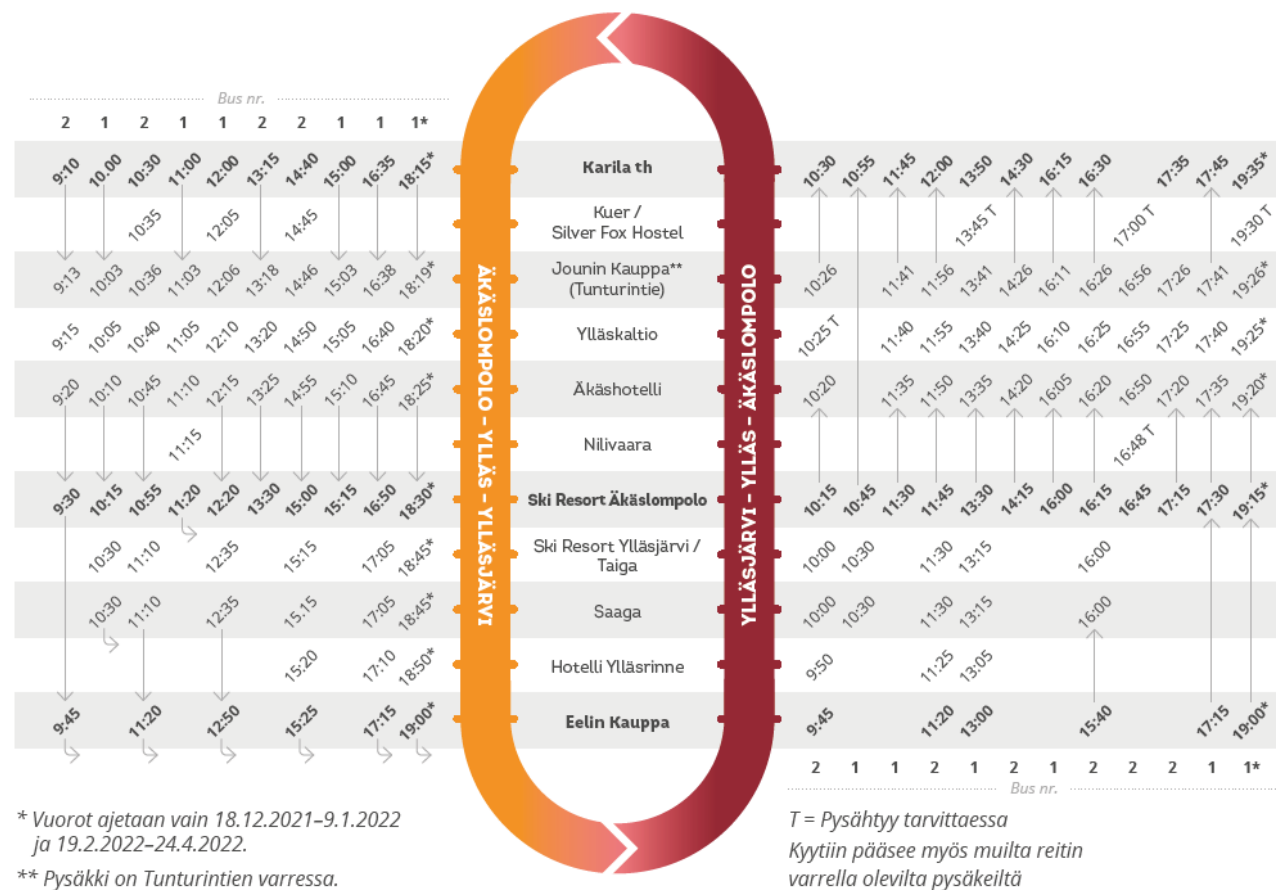 Bus nr.
2 1 2 1 1 2 2 1 1 1*
9:10 10.00 10:30 11:00 12:00 13:15 14:40 15:00 16:35 18:15* Karila th 10:30 10:55 11:45 12:00 13:50 14:30 16:15 16:30 17:35 17:45 19:35*
10:35 12:05 14:45 Kuer / 13:45 T 17:00 T 19:30 T
Silver Fox Hostel
9:13 10:03 10:36 11:03 12:06 13:18 14:46 15:03 16:38 18:19* Jounin Kauppa** 10:26 11:41 11:56 13:41 14:26 16:11 16:26 16:56 17:26 17:41 19:26*
(Tunturintie)
9:15 10:05 10:40 11:05 12:10 13:20 14:50 15:05 16:40 18:20* Ylläskaltio 10:25 T 11:40 11:55 13:40 14:25 16:10 16:25 16:55 17:25 17:40 19:25*
9:20 10:10 10:45 11:10 12:15 13:25 14:55 15:10 16:45 18:25* Äkäshotelli 10:20 11:35 11:50 13:35 14:20 16:05 16:20 16:50 17:20 17:35 19:20*
11:15 Nilivaara 16:48 T
9:30 10:15 10:55 11:20 12:20 13:30 15:00 15:15 16:50 18:30* Ski Resort Äkäslompolo 10:15 10:45 11:30 11:45 13:30 14:15 16:00 16:15 16:45 17:15 17:30 19:15*
10:30 11:10 12:35 15:15 17:05 18:45* Ski Resort Ylläsjärvi / 10:00 10:30 11:30 13:15 16:00
Taiga
10:30 11:10 12:35 15.15 17:05 18:45* Saaga 10:00 10:30 11:30 13:15 16:00
15:20 17:10 18:50* Hotelli Ylläsrinne 9:50 11:25 13:05
9:45 11:20 12:50 15:25 17:15 19:00* Eelin Kauppa 9:45 11:20 13:00 15:40 17:15 19:00*
ÄKÄSLOMPOLO – YLLÄS – YLLÄSJÄRVI
YLLÄSJÄRVI – YLLÄS – ÄKÄSLOMPOLO
2 1 1 2 1 2 1 2 2 2 1 1*
Bus nr.
* Vuorot ajetaan vain 18.12.2021–9.1.2022
ja 19.2.2022–24.4.2022.
** Pysäkki on Tunturintien varressa.
T = Pysähtyy tarvittaessa
Kyytiin pääsee myös muilta reitin
varrella olevilta pysäkeiltä